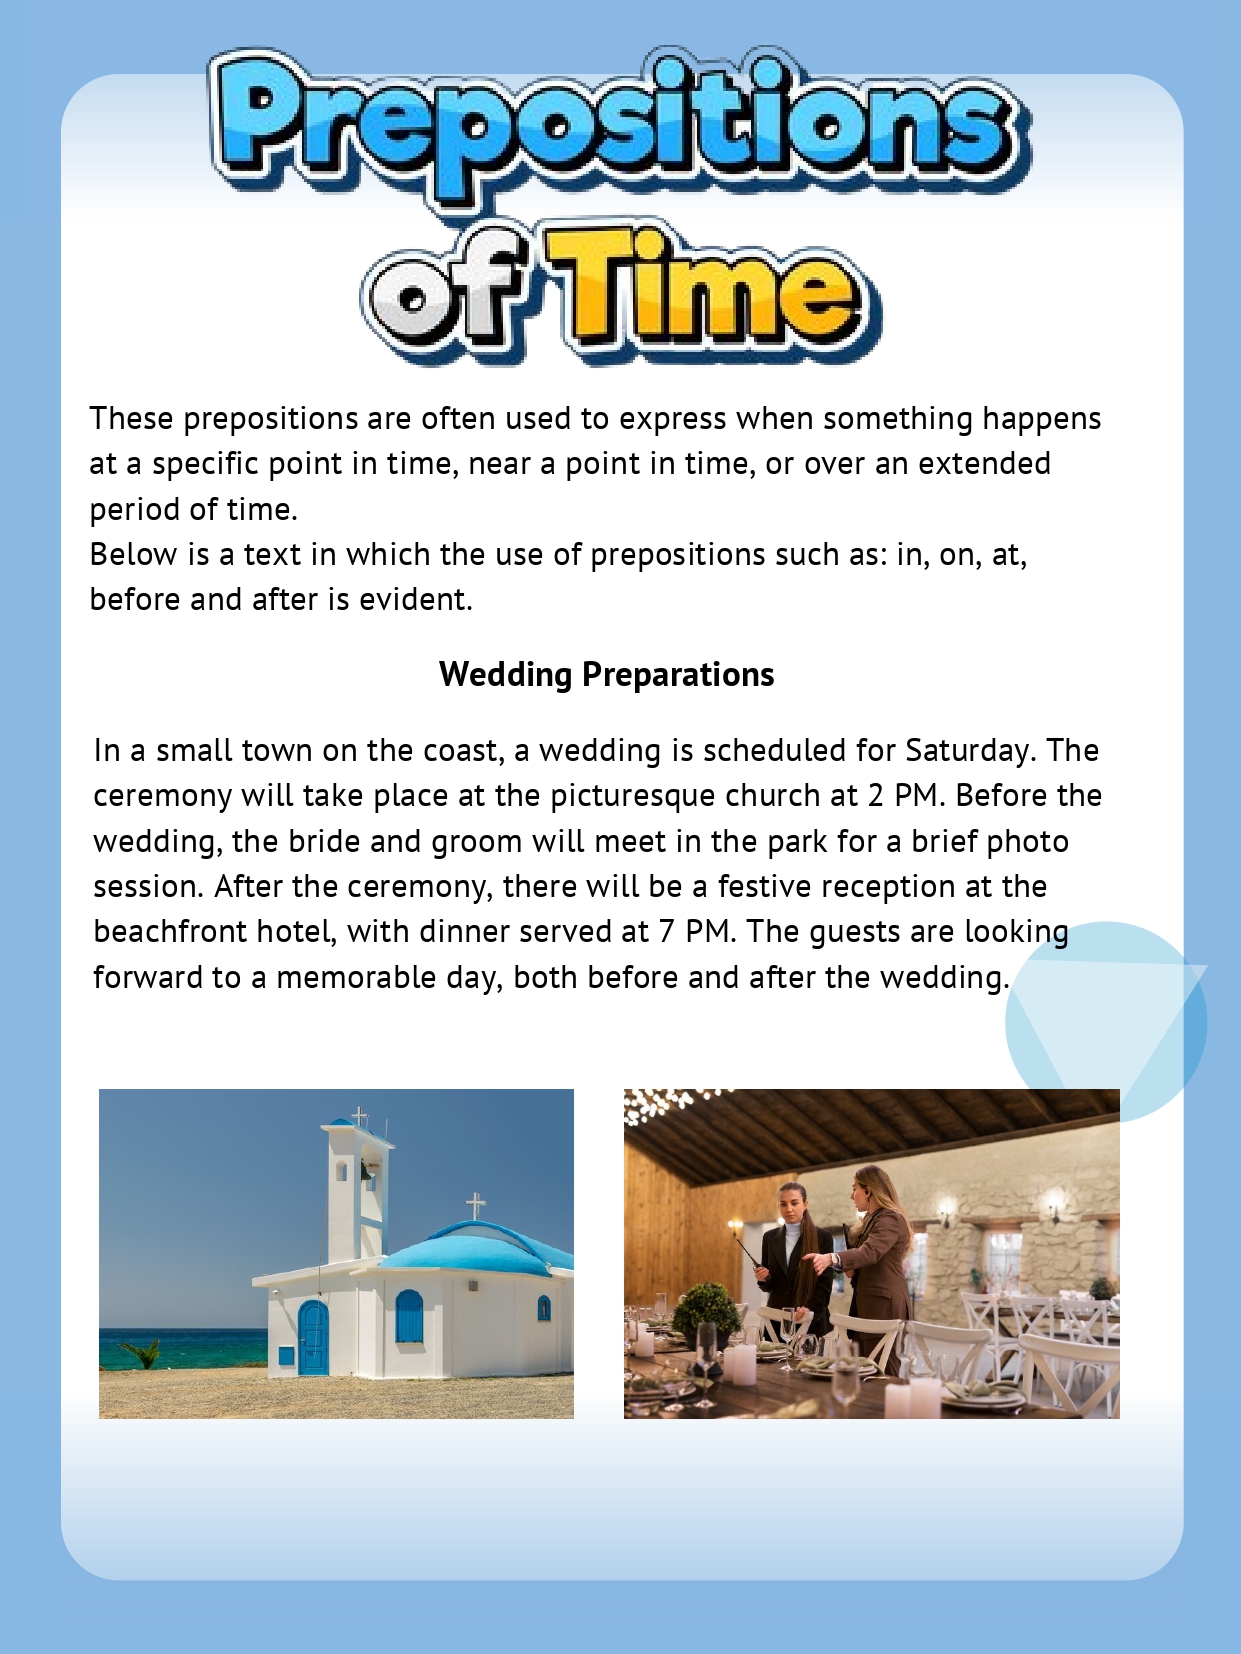 Prepositions
of Time
These prepositions are often used to express when something happens
at a specific point in time, near a point in time, or over an extended
period of time.
Below is a text in which the use of prepositions such as: in, on, at,
before and after is evident.
Wedding Preparations
In a small town on the coast, a wedding is scheduled for Saturday. The
ceremony will take place at the picturesque church at 2 PM. Before the
wedding, the bride and groom will meet in the park for a brief photo
session. After the ceremony, there will be a festive reception at the
beachfront hotel, with dinner served at 7 PM. The guests are looking
forward to a memorable day, both before and after the wedding.